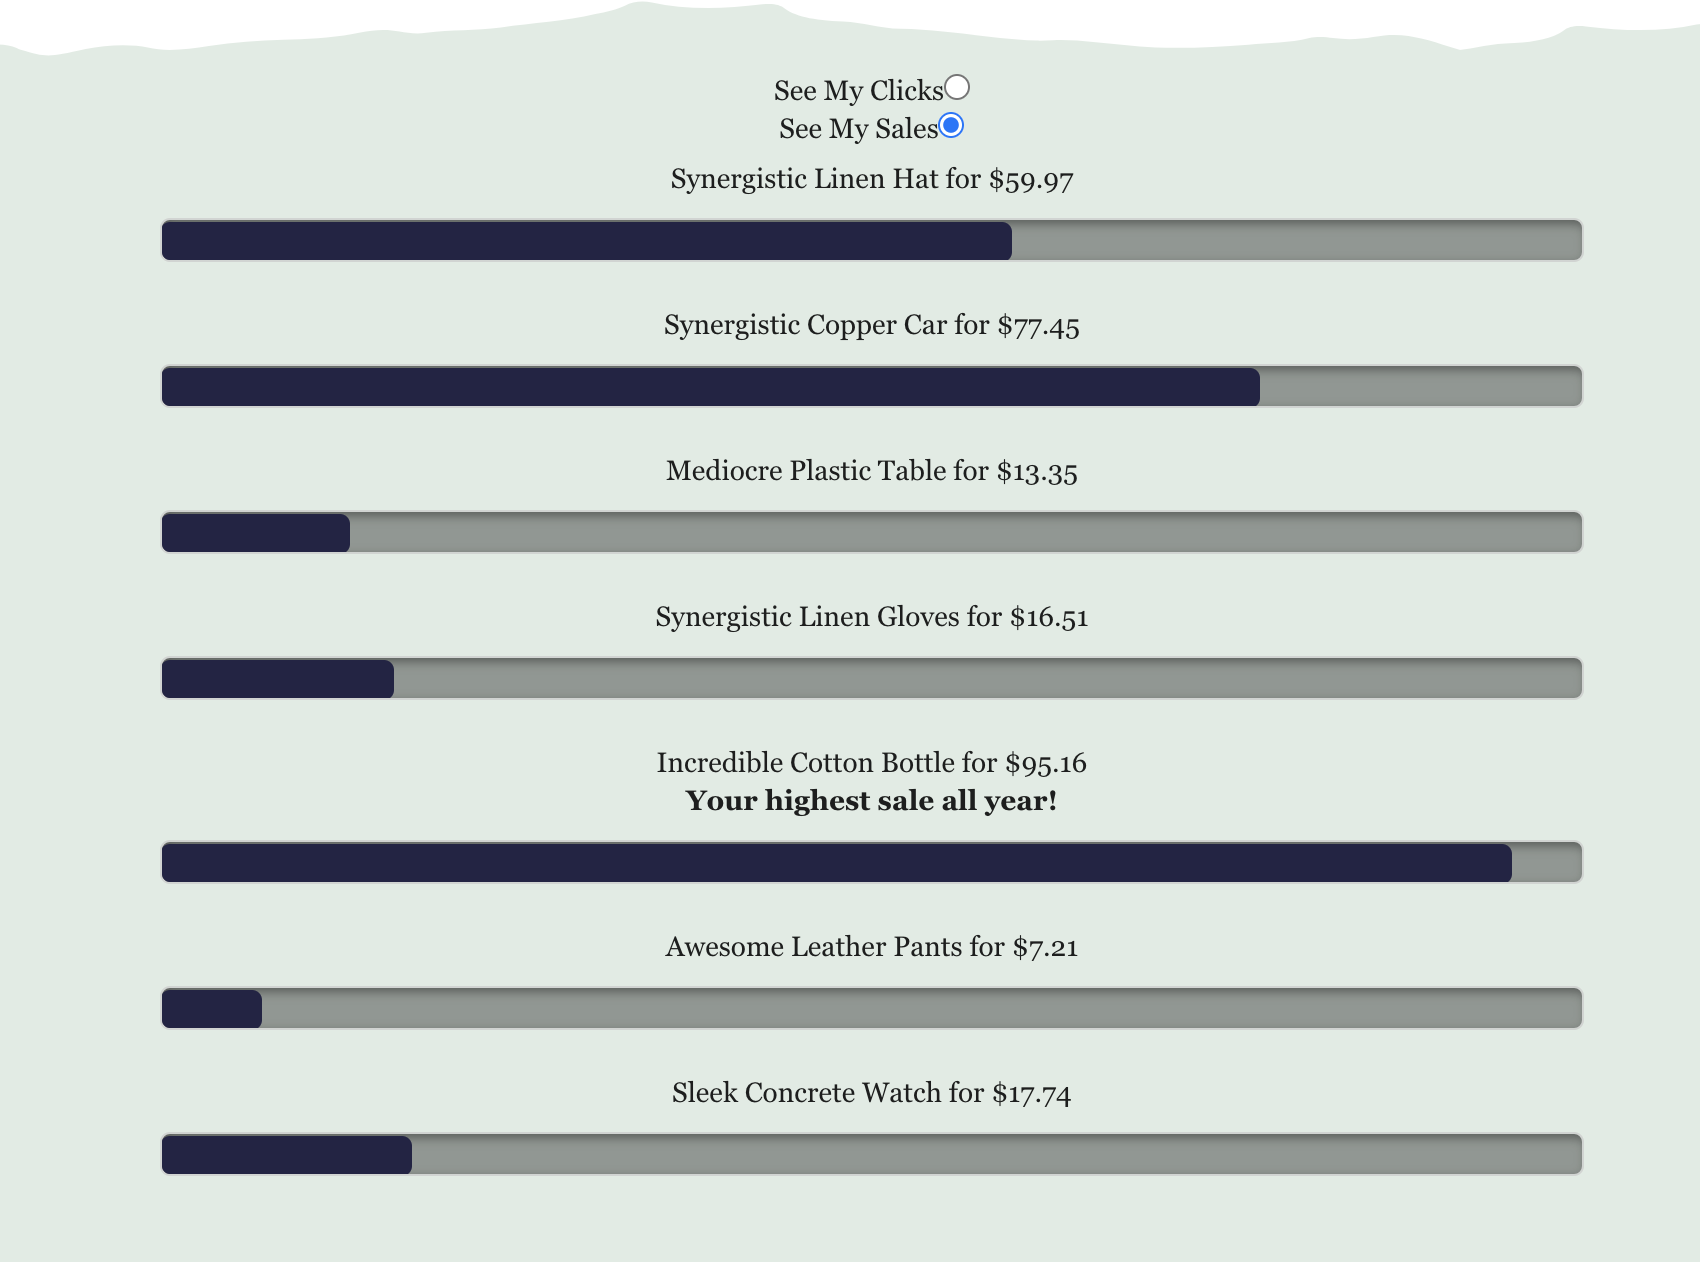 See My Clicks
See My Sales
Synergistic Linen Hat for $59.97
Synergistic Copper Car for $77.45
Mediocre Plastic Table for $13.35
Synergistic Linen Gloves for $16.51
Incredible Cotton Bottle for $95.16
Your highest sale all year!
Awesome Leather Pants for $7.21
Sleek Concrete Watch for $17.74